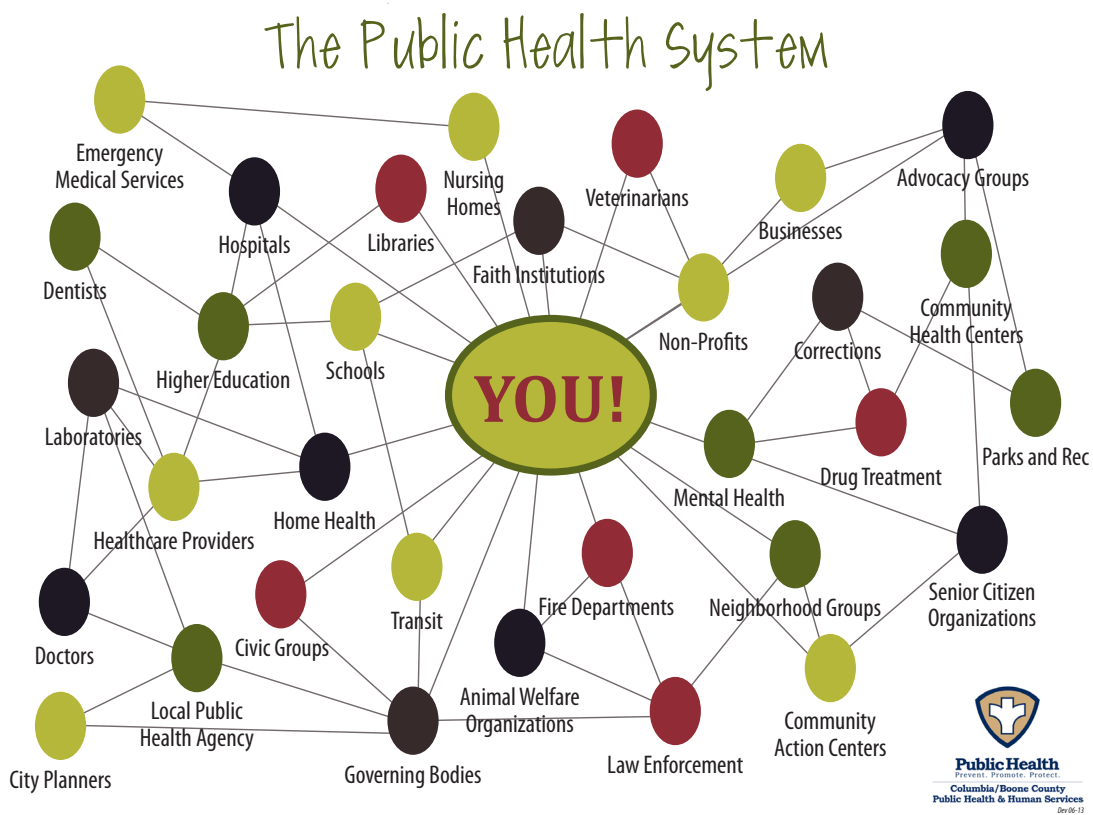 The Public Health System
Emergency
Medical Services
Nursing
Homes
Veterinarians
Advocacy Groups
Businesses
Hospitals
Libraries
Faith Institutions
Dentists
Community
Health Centers
Non-Profits
Corrections
Higher Education
Schools
YOU!
Laboratories
Parks and Rec
Drug Treatment
Mental Health
Home Health
Healthcare Providers
Senior Citizen
Organizations
Fire Departments
Neighborhood Groups
Transit
Civic Groups
Doctors
Animal Welfare
Organizations
Local Public
Health Agency
Community
Action Centers
Law Enforcement
Governing Bodies
City Planners
Public Health
Prevent. Promote. Protect.
Columbia/Boone County
Public Health & Human Services
Dev 06-13